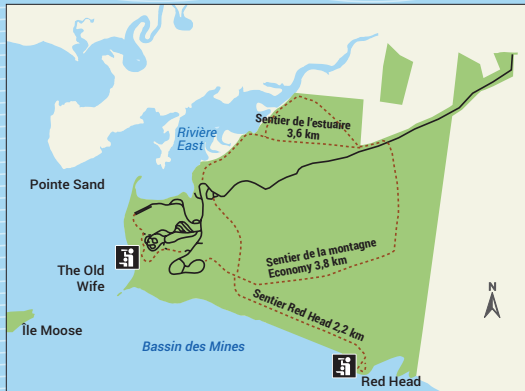 Sentier de l'estuaire
3,6 km
Rivière
East
Pointe Sand
Sentier de la montagne
Economy 3,8 km
The Old
Wife
Sentier Red Head 2,2 km
N
Île Moose
Bassin des Mines
Red Head